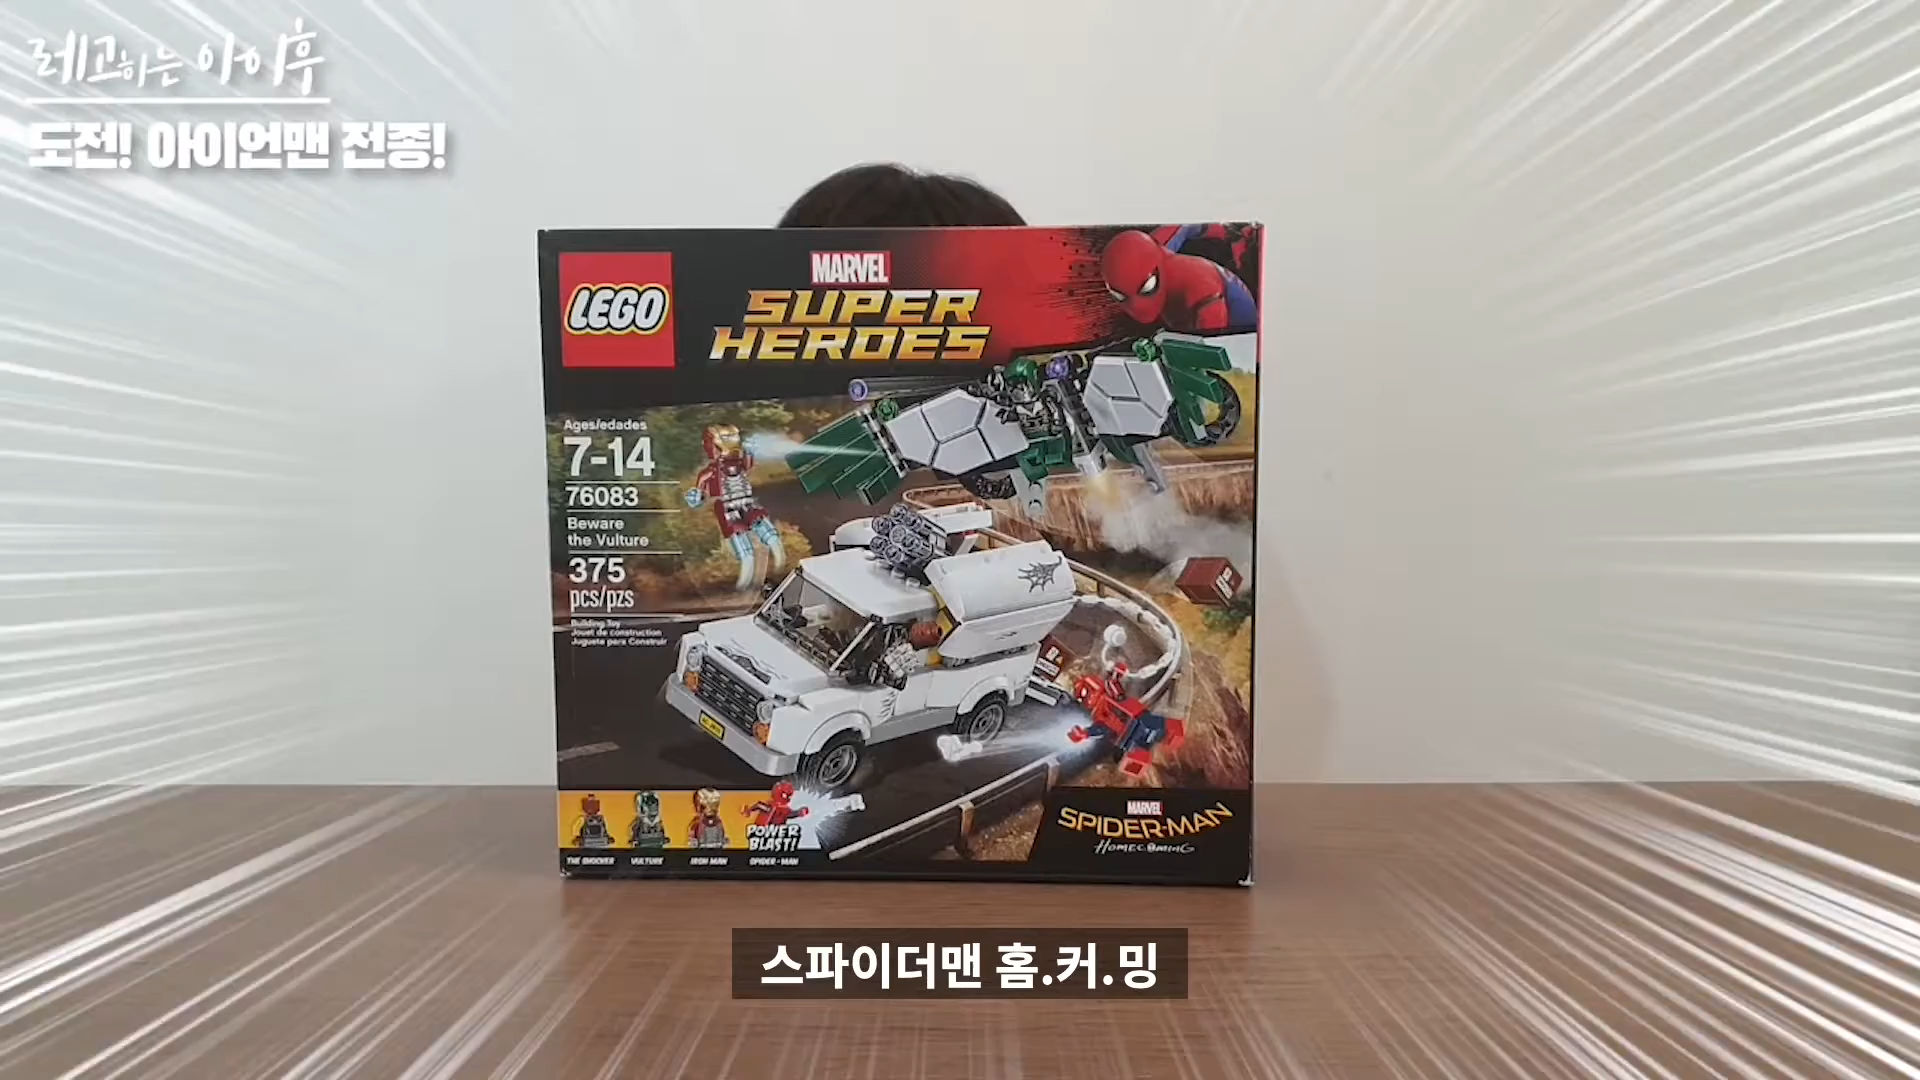 레고하는 아이후
도전! 아이언맨 전종!
LEGO
MARVEL
SUPER
HEROES
Ages/edades
7-14
76083
Beware
the Vulture
375
pcs/pzs
Building Toy
Jouet de construction
Juguete para Construir
THE SHOCKER
VULTURE
IRON MAN
POWER
BLAST!
SPIDER-MAN
MARVEL
SPIDER-MAN
HOMECOMING
스파이더맨 홈.커.밍